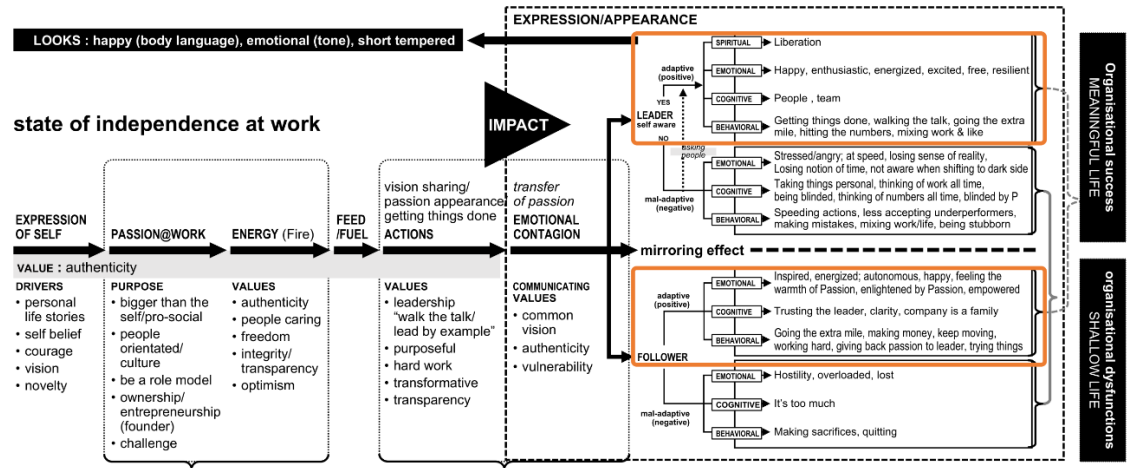 EXPRESSION/APPEARANCE
LOOKS : happy (body language), emotional (tone), short tempered
state of independence at work
IMPACT
EXPRESSION
OF SELF
PASSION@WORK
ENERGY (Fire)
FEED
/FUEL
vision sharing/
passion appearance/
getting things done
ACTIONS
transfer
of passion
EMOTIONAL
CONTAGION
VALUE : authenticity
DRIVERS
• personal
life stories
• self belief
• courage
• vision
• novelty
PURPOSE
• bigger than the
self/pro-social
• people
orientated/
culture
• be a role model
• ownership/
entrepreneurship
(founder)
• challenge
VALUES
• authenticity
• people caring
• freedom
• integrity/
transparency
• optimism
VALUES
• leadership
"walk the talk/
lead by example"
• purposeful
• hard work
• transformative
• transparency
COMMUNICATING
VALUES
• common
vision
• authenticity
• vulnerability
LEADER
self aware
YES
NO
asking
people
adaptive
(positive)
SPIRITUAL
Liberation
EMOTIONAL
Happy, enthusiastic, energized, excited, free, resilient
COGNITIVE
People , team
BEHAVIORAL
Getting things done, walking the talk, going the extra
mile, hitting the numbers, mixing work & like
mal-adaptive
(negative)
EMOTIONAL
Stressed/angry; at speed, losing sense of reality,
Losing notion of time, not aware when shifting to dark side
COGNITIVE
Taking things personal, thinking of work all time,
being blinded, thinking of numbers all time, blinded by P
BEHAVIORAL
Speeding actions, less accepting underperformers,
making mistakes, mixing work/life, being stubborn
mirroring effect
FOLLOWER
adaptive
(positive)
EMOTIONAL
Inspired, energized; autonomous, happy, feeling the
warmth of Passion, enlightened by Passion, empowered
COGNITIVE
Trusting the leader, clarity, company is a family
BEHAVIORAL
Going the extra mile, making money, keep moving,
working hard, giving back passion to leader, trying things
mal-adaptive
(negative)
EMOTIONAL
Hostility, overloaded, lost
COGNITIVE
It's too much
BEHAVIORAL
Making sacrifices, quitting
Organisational success
MEANINGFUL LIFE
organisational dysfunctions
SHALLOW LIFE